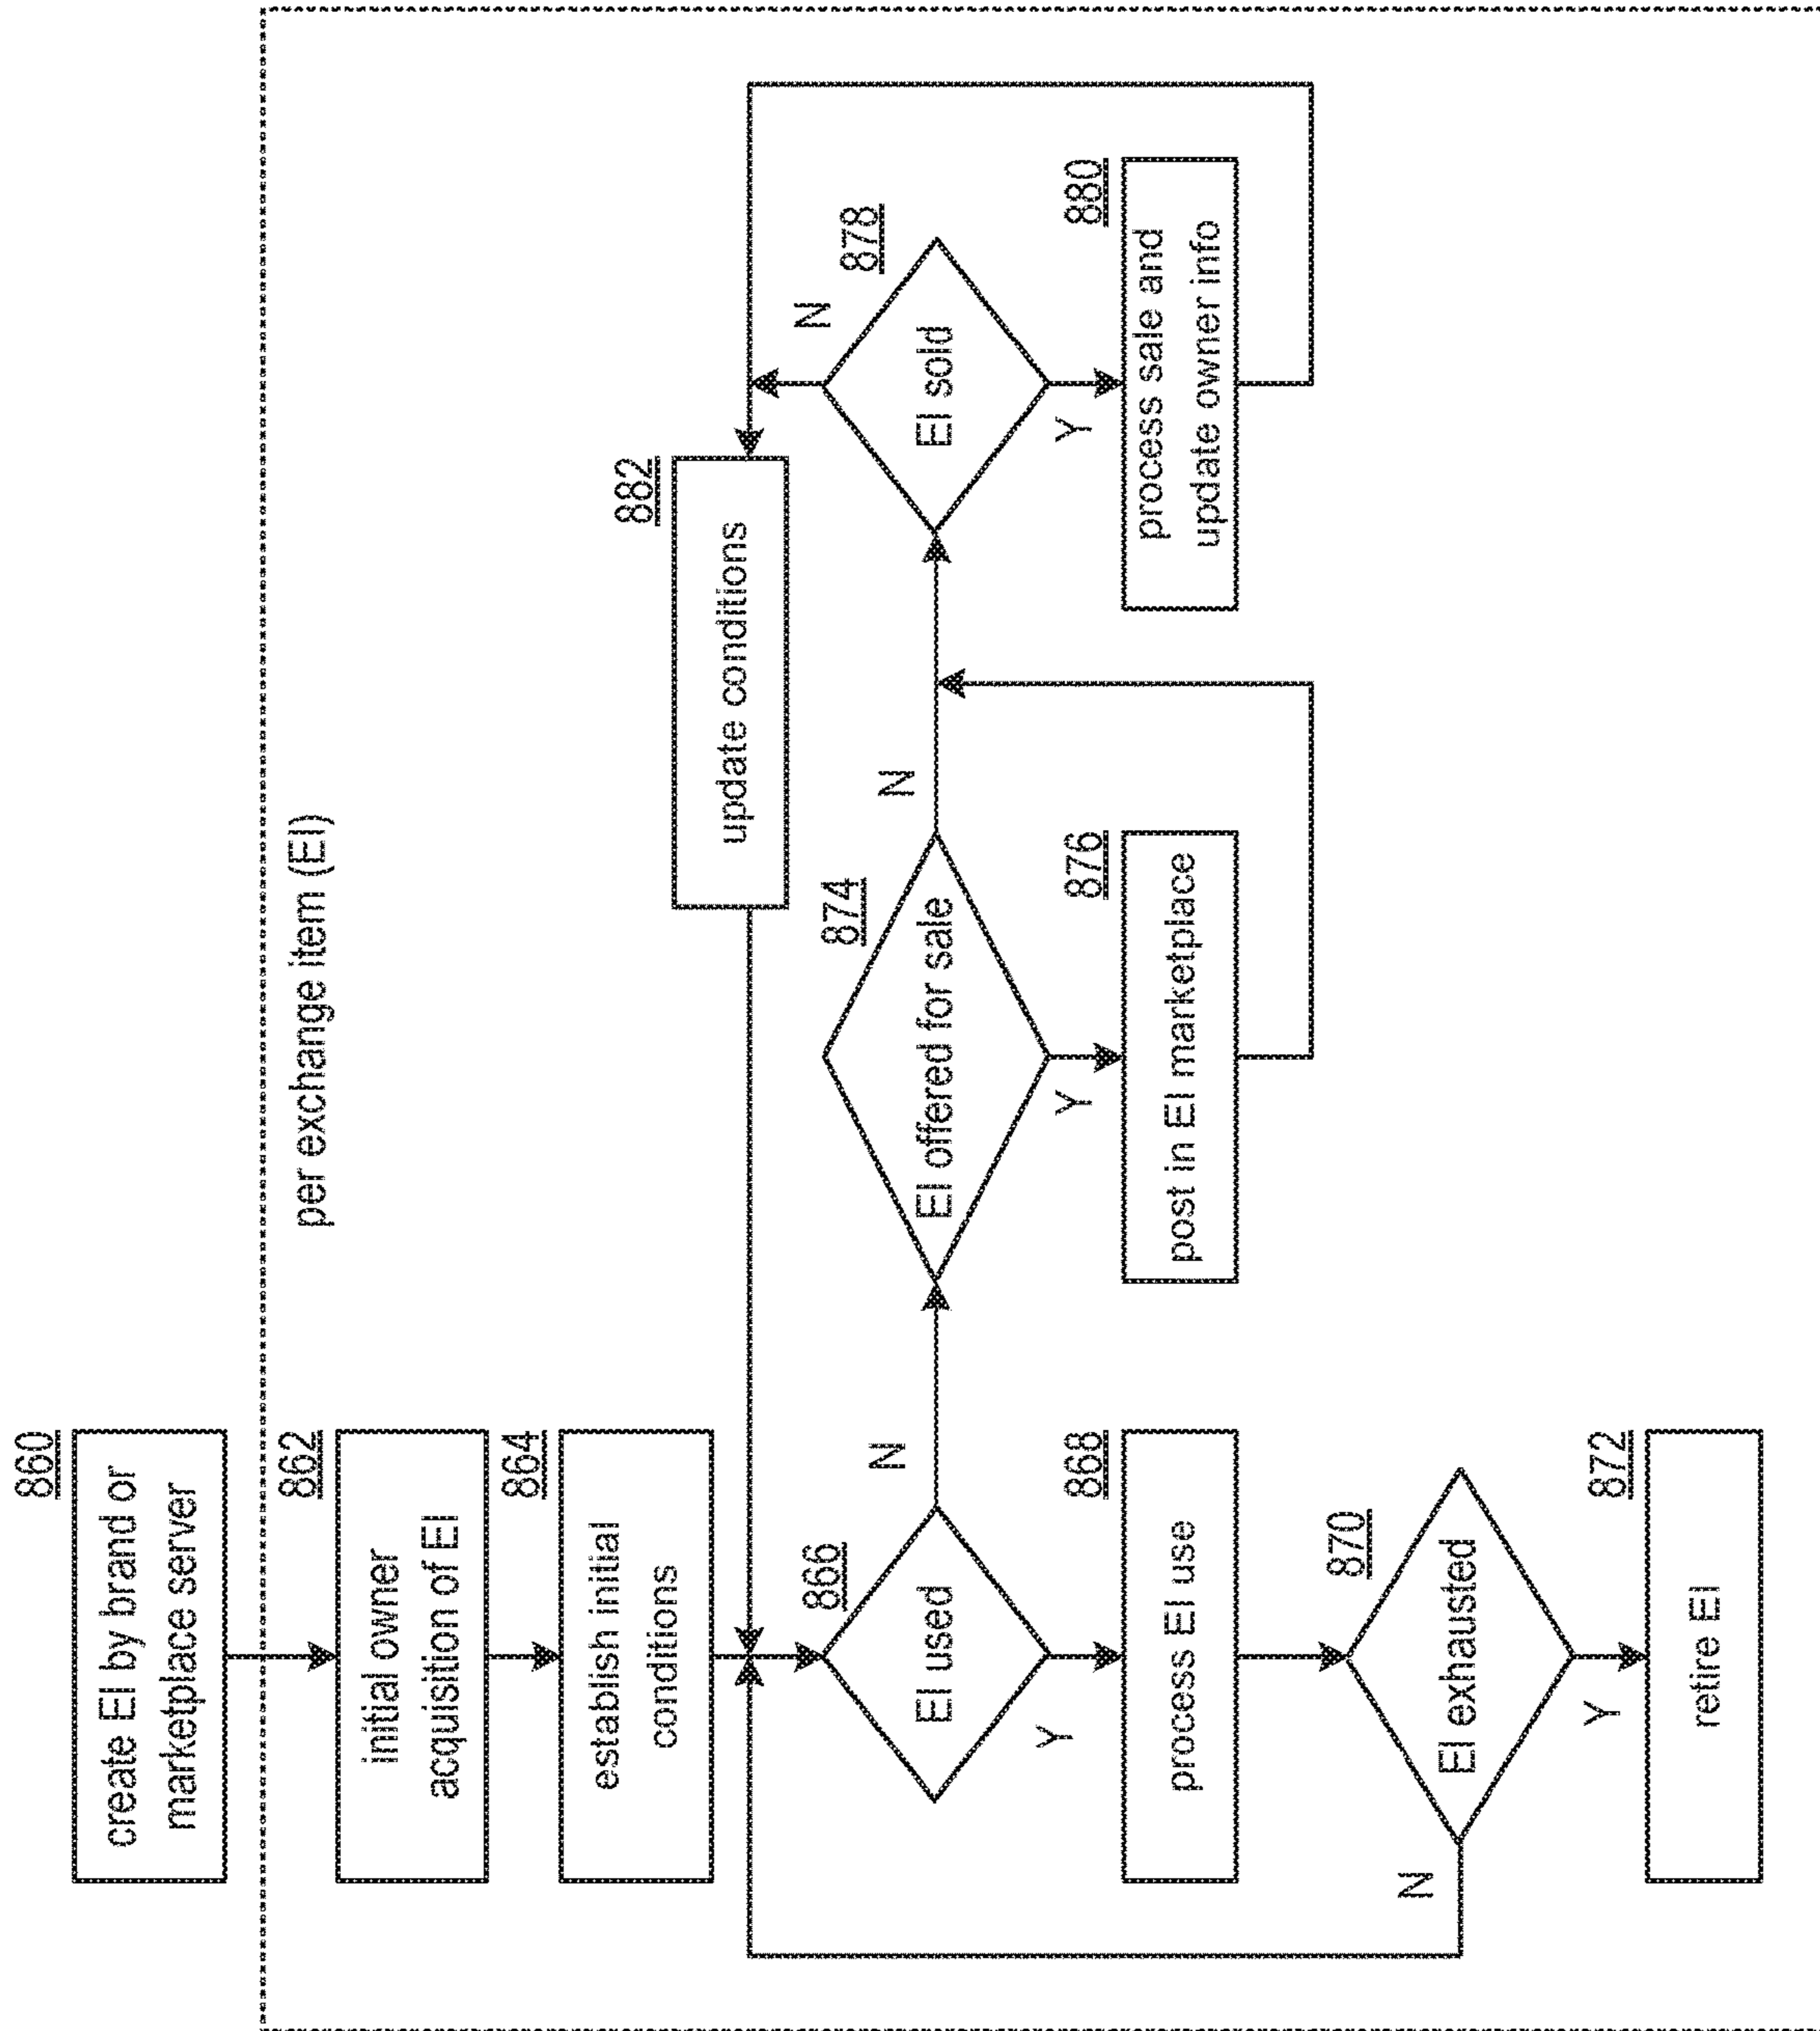 860
create EI by brand or
marketplace server
per exchange item (EI)
862
initial owner
acquisition of EI
864
establish initial
conditions
882
update conditions
866
EI used
N
Y
874
EI offered for sale
N
Y
878
EI sold
N
Y
868
process EI use
876
post in EI marketplace
880
process sale and
update owner info
870
EI exhausted
N
Y
872
retire EI